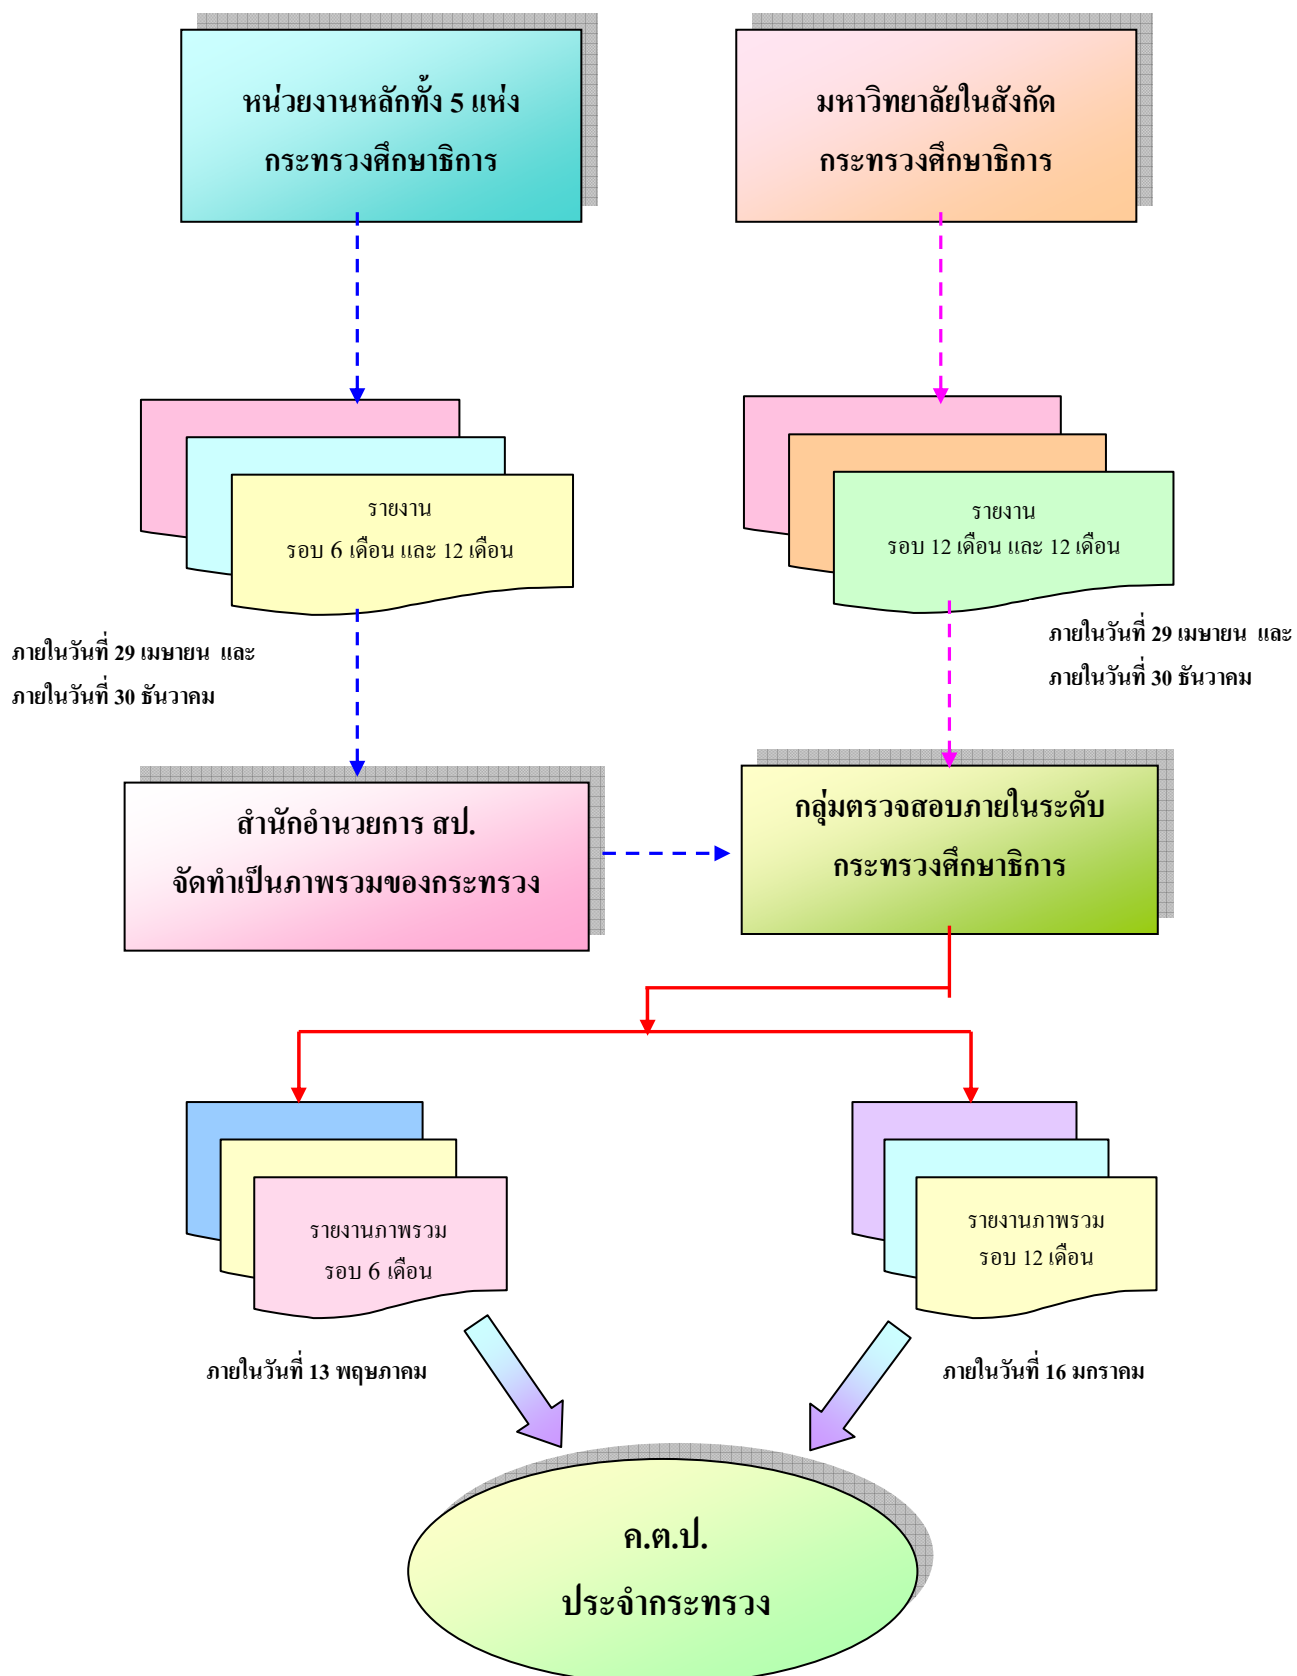 หน่วยงานหลักทั้ง 5 แห่ง
กระทรวงศึกษาธิการ
มหาวิทยาลัยในสังกัด
กระทรวงศึกษาธิการ
รายงาน
รอบ 6 เดือน และ 12 เดือน
รายงาน
รอบ 12 เดือน และ 12 เดือน
ภายในวันที่ 29 เมษายน และ
ภายในวันที่ 30 ธันวาคม
ภายในวันที่ 29 เมษายน และ
ภายในวันที่ 30 ธันวาคม
สำนักอำนวยการ สป.
จัดทำเป็นภาพรวมของกระทรวง
กลุ่มตรวจสอบภายในระดับ
กระทรวงศึกษาธิการ
รายงานภาพรวม
รอบ 6 เดือน
รายงานภาพรวม
รอบ 12 เดือน
ภายในวันที่ 13 พฤษภาคม
ภายในวันที่ 16 มกราคม
ค.ต.ป.
ประจำกระทรวง